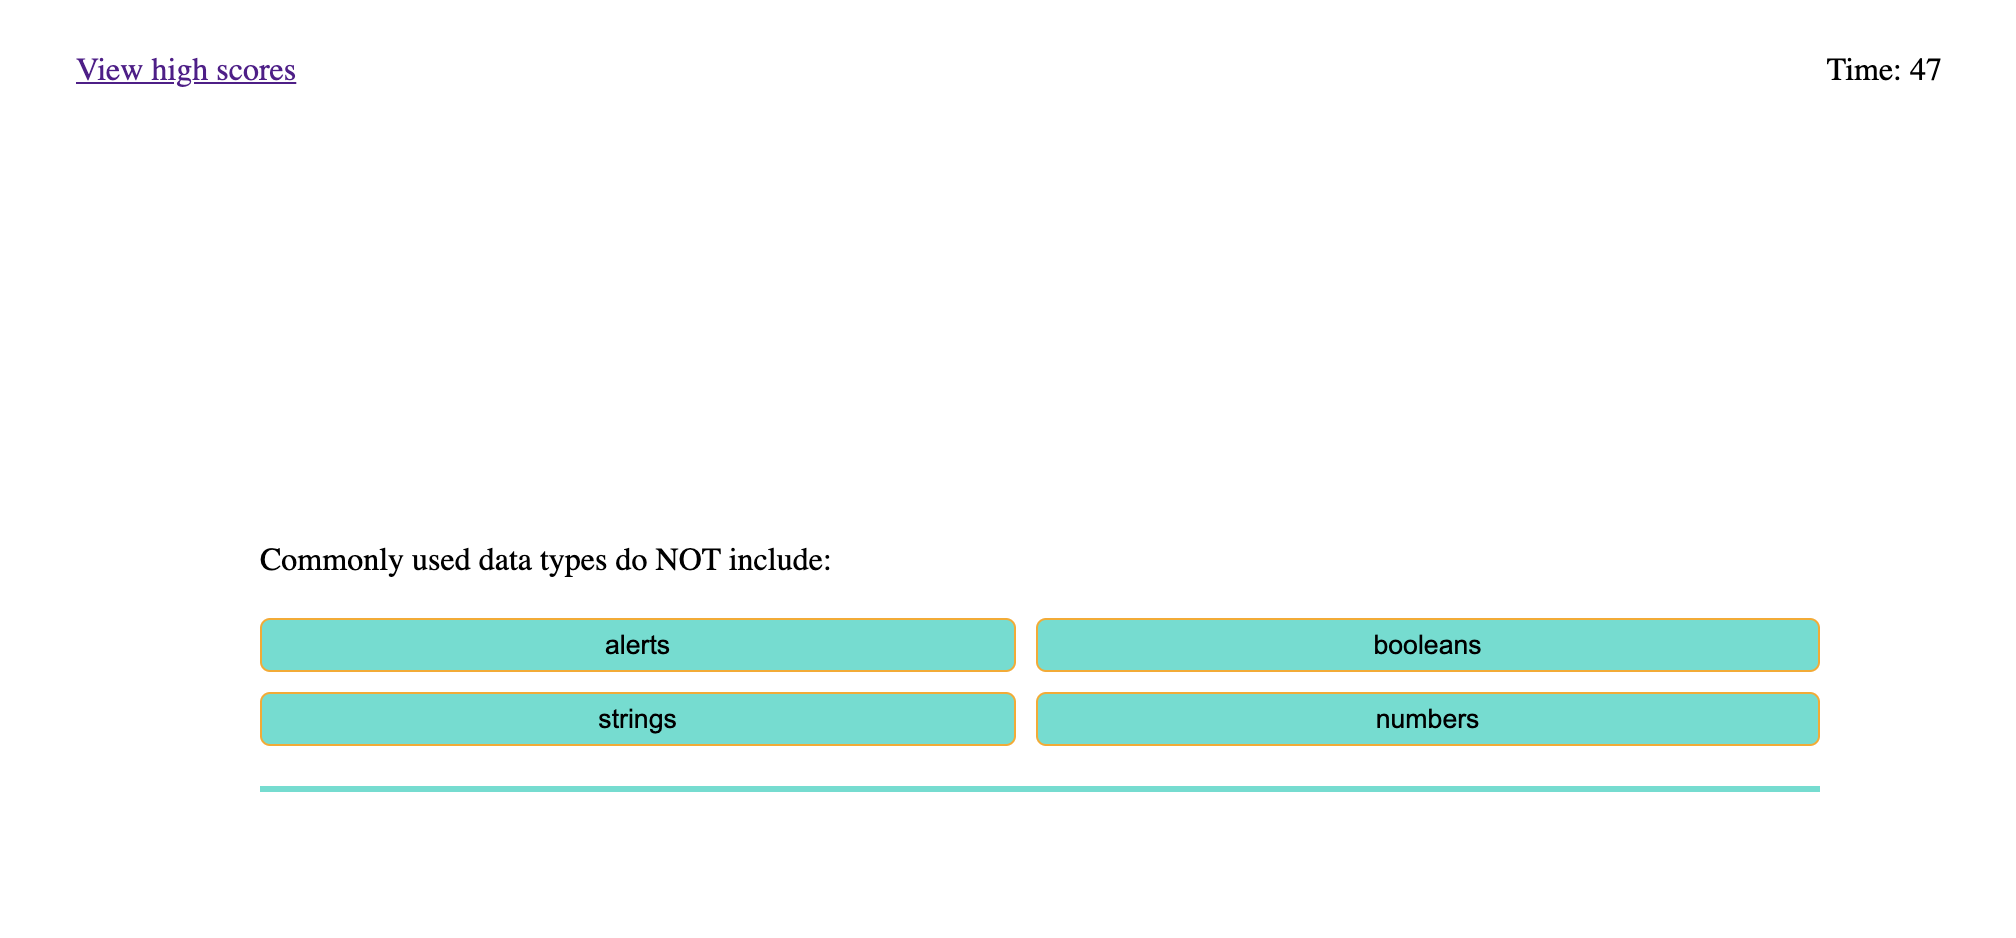 View high scores
Time: 47
Commonly used data types do NOT include:
alerts
booleans
strings
numbers